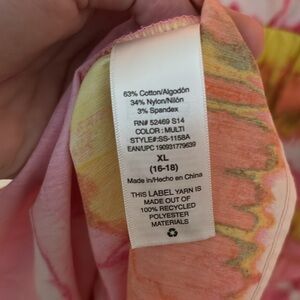 63% Cotton/Algodón
34% Nylon/Nilón
3% Spandex
RN# 52469 S14
COLOR: MULTI
STYLE#:SS-1158A
EAN/UPC 190931779639
XL
(16-18)
Made in/Hecho en China
THIS LABEL YARN IS
MADE OUT OF
100% RECYCLED
POLYESTER
MATERIALS